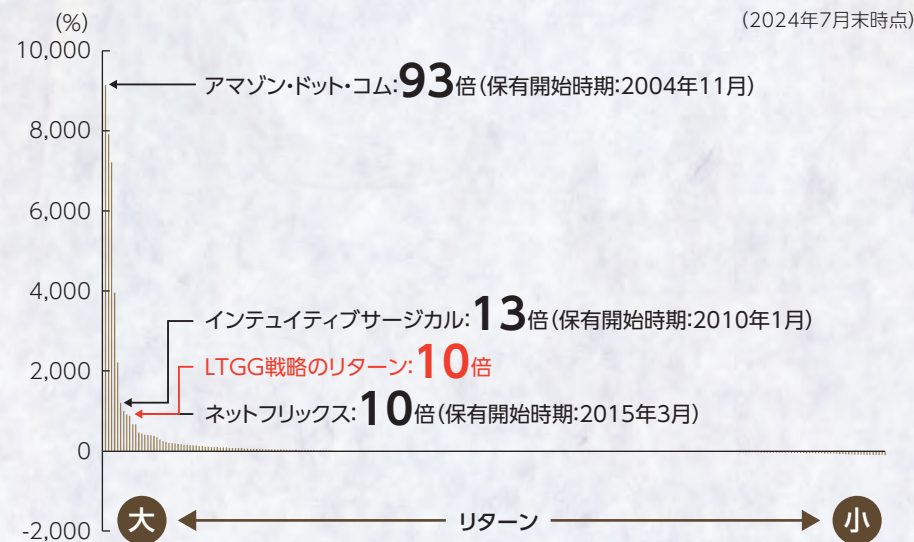 (%)
(2024年7月末時点)
10,000
アマゾン・ドット・コム:93倍(保有開始時期:2004年11月)
8,000
6,000
4,000
インテュイティブサージカル:13倍(保有開始時期:2010年1月)
LTGG戦略のリターン:10倍
2,000
ネットフリックス:10倍(保有開始時期:2015年3月)
0
-2,000
大 リターン 小